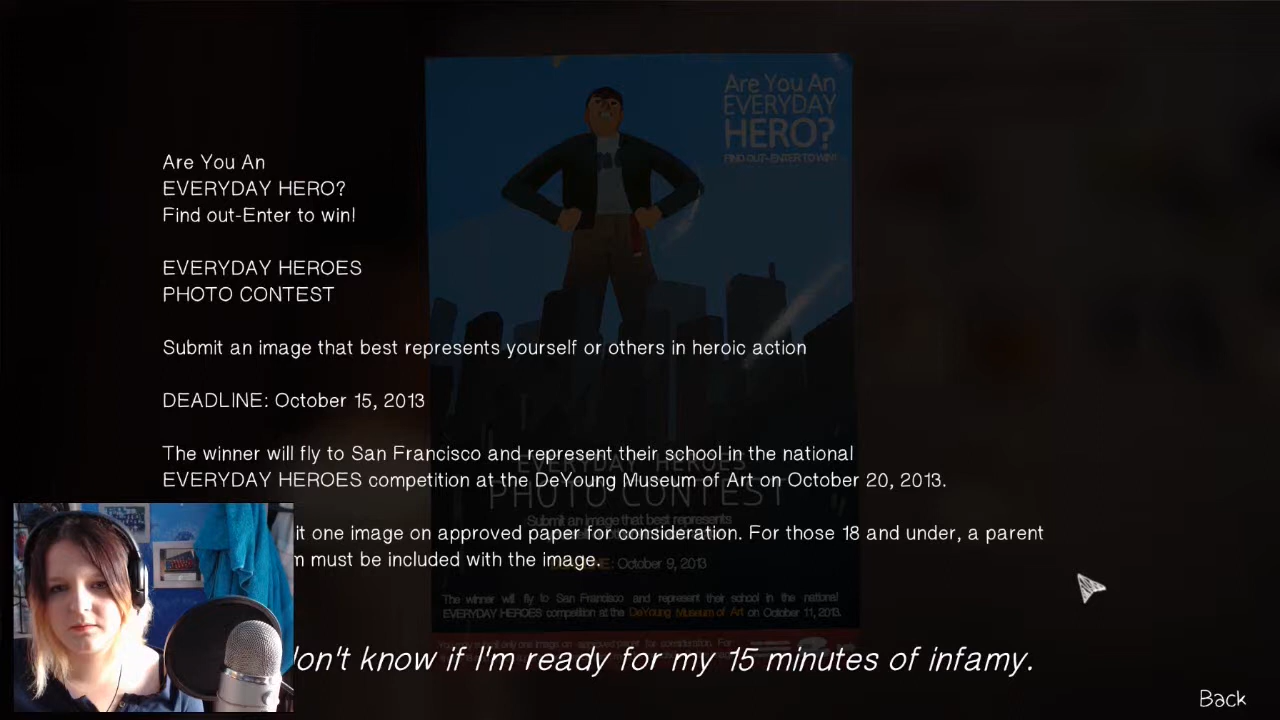 Are You An
EVERYDAY HERO?
Find out-Enter to win!
EVERYDAY HEROES
PHOTO CONTEST
Submit an image that best represents yourself or others in heroic action
DEADLINE: October 15, 2013
The winner will fly to San Francisco and represent their school in the national
EVERYDAY HEROES competition at the DeYoung Museum of Art on October 20, 2013.
it one image on approved paper for consideration. For those 18 and under, a parent
m must be included with the image.
don't know if I'm ready for my 15 minutes of infamy.
Back
Are You An
EVERYDAY
HERO?
FIND OUT-ENTER TO WIN!
EVERYDAY HEROES
PHOTO CONTEST
Submit an image that best represents
: October 9, 2013
The winner will fly to San Francisco and represent their school in the national
EVERYDAY HEROES competition at the DeYoung Museum of Art on October 11, 2013.